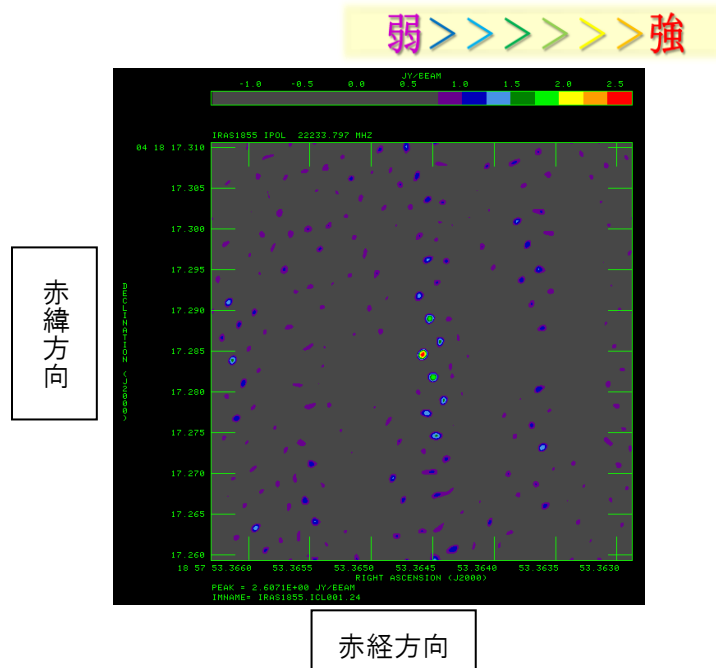 弱>>>>>>強
JY/BEAM
-1.0 -0.5 0.0 0.5 1.0 1.5 2.0 2.5
IRAS1855 IPOL 22233.797 MHZ
04 18 17.310
17.305
17.300
17.295
17.290
17.285
17.280
17.275
17.270
17.265
17.260
DECLINATION (J2000)
赤緯方向
18 57 53.3660 53.3655 53.3650 53.3645 53.3640 53.3635 53.3630
RIGHT ASCENSION (J2000)
PEAK = 2.6071E+00 JY/BEAM
IMNAME= IRAS1855.ICL001.24
赤経方向